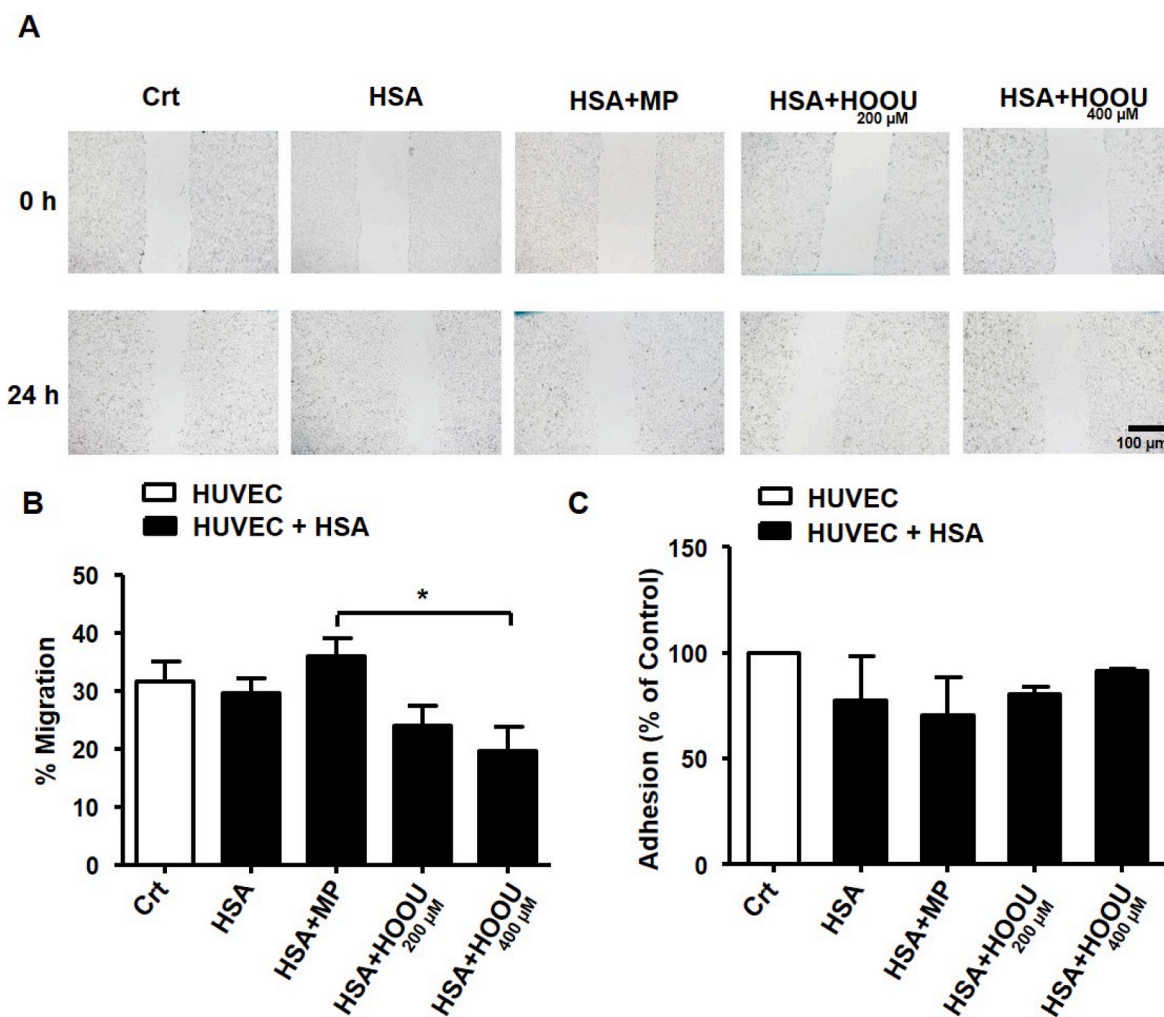 A
Crt HSA HSA+MP HSA+HOOU HSA+HOOU
200 µM 400 µM
0 h
24 h
100 µm
B
HUVEC
HUVEC + HSA
% Migration
50
40
30
20
10
0
*
Crt
HSA
HSA+MP
HSA+HOOU
200 µM
HSA+HOOU
400 µM
C
HUVEC
HUVEC + HSA
Adhesion (% of Control)
150
100
50
0
Crt
HSA
HSA+MP
HSA+HOOU
200 µM
HSA+HOOU
400 µM